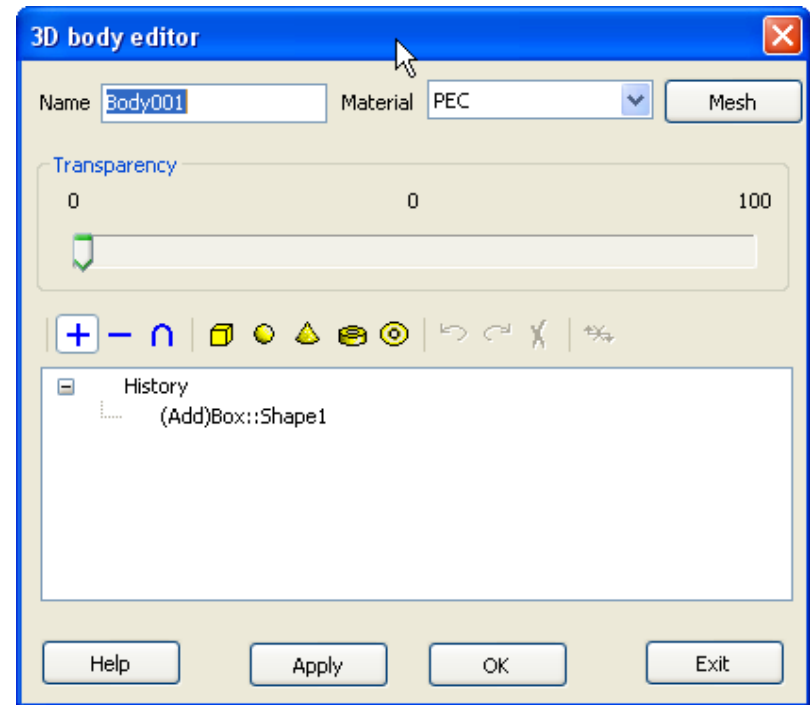 3D body editor
Name Body001 Material PEC Mesh
Transparency
0 0 100
History
(Add)Box::Shape1
Help Apply OK Exit